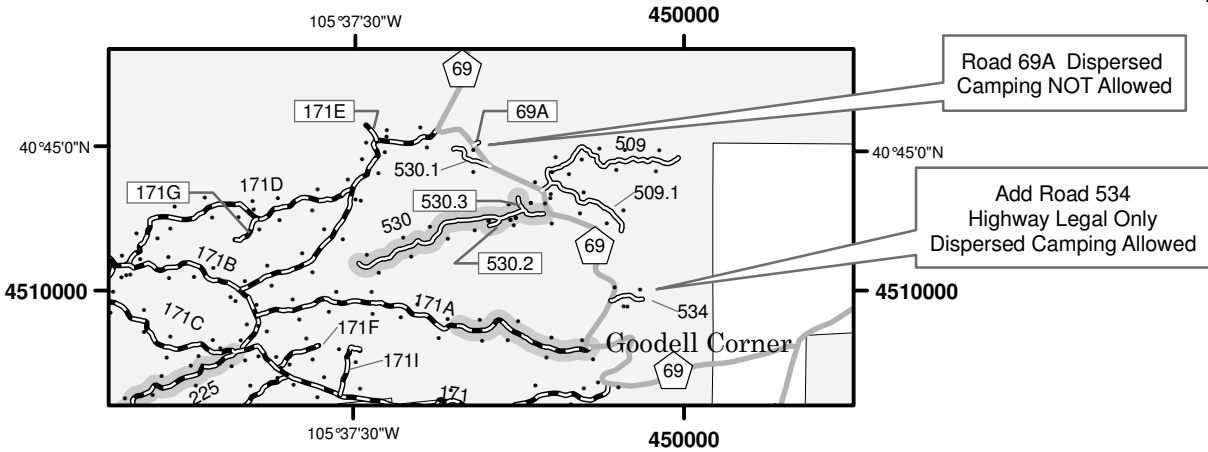 450000
105°37'30"W
69
Road 69A Dispersed
Camping NOT Allowed
171E
69A
40°45'0"N
509
40°45'0"N
530.1
171G
171D
509.1
530.3
530
Add Road 534
Highway Legal Only
Dispersed Camping Allowed
69
171B
530.2
4510000
4510000
171A
534
171C
171F
Goodell Corner
171I
69
225
171
105°37'30"W
450000